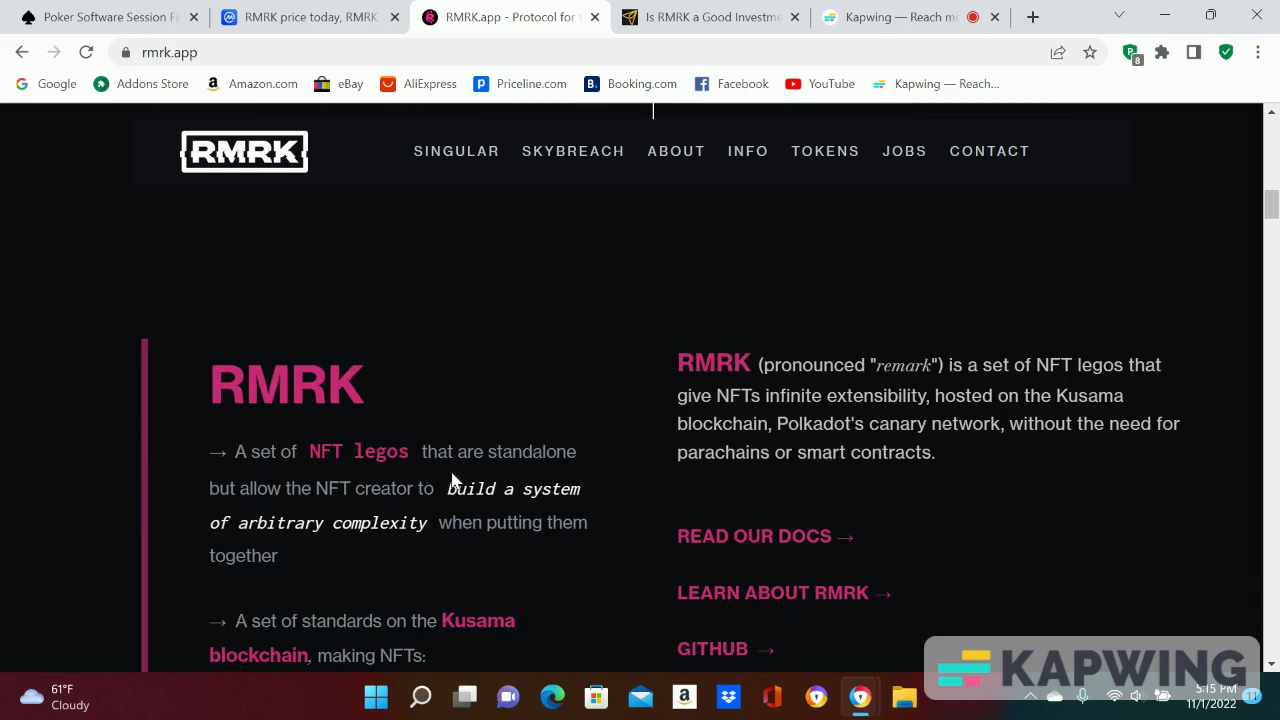 Poker Software Session Fi
RMRK price today, RMRK
RMRK.app - Protocol for
Is RMRK a Good Investme
Kapwing — Reach mo
rmrk.app
8
Google
Addons Store
Amazon.com
eBay
AliExpress
Priceline.com
Booking.com
Facebook
YouTube
Kapwing — Reach...
RMRK
SINGULAR
SKYBREACH
ABOUT
INFO
TOKENS
JOBS
CONTACT
RMRK
→ A set of NFT legos that are standalone
but allow the NFT creator to build a system
of arbitrary complexity when putting them
together
→ A set of standards on the Kusama
blockchain, making NFTs:
RMRK (pronounced "remark") is a set of NFT legos that
give NFTs infinite extensibility, hosted on the Kusama
blockchain, Polkadot's canary network, without the need for
parachains or smart contracts.
READ OUR DOCS →
LEARN ABOUT RMRK →
GITHUB →
KAPWING
61°F
Cloudy
5:15 PM
11/1/2022
11